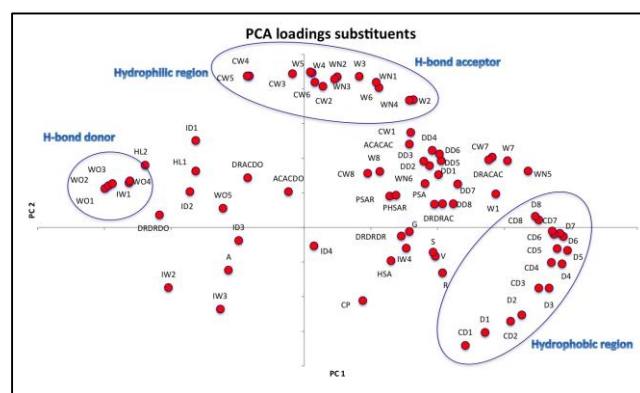 PCA loadings substituents
CW4 W5 W4 WN2 W3 H-bond acceptor
Hydrophilic region
CW5 CW3 WN3 WN1
CW6 CW2 W6 WN4 W2
H-bond donor
ID1 CW1 DD4
HL2 ACACAC DD6 CW7 W7
WO3 HL1 DRACDO W8 DD3 DD5
WO2 WO4 ACACDO CW8 DD2 DD1 DRACAC WN5
IW1 WN6 DD7
WO1 ID2 WO5 PSAR PSA W1
DRDRDO PHSAR DRDRAC DD8 D8
PC 2 ID3 G CD8 CD7 D7
DRDRDR S CD6 D6
ID4 IW4 V CD5 D5
IW2 A HSA R CD4 D4
IW3 CP CD3 D3
D2
D1 CD2
CD1 Hydrophobic region
PC 1